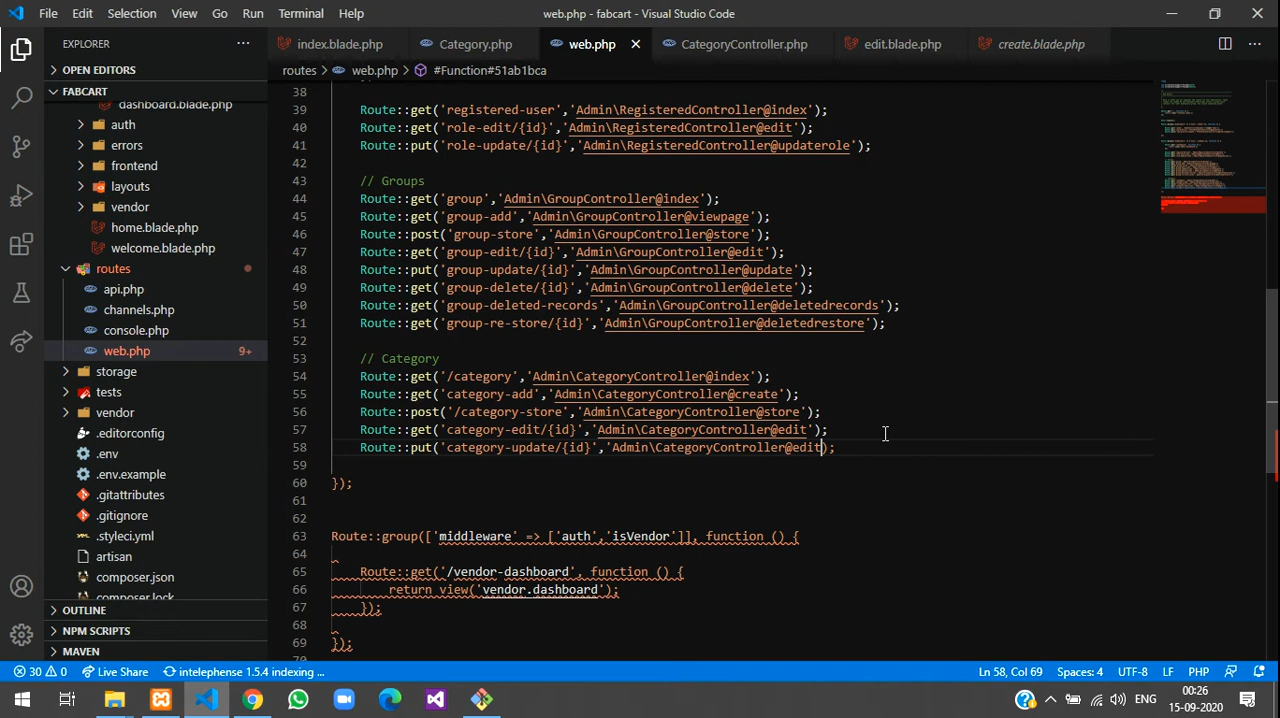 File Edit Selection View Go Run Terminal Help web.php - fabcart - Visual Studio Code
EXPLORER
index.blade.php Category.php web.php CategoryController.php edit.blade.php create.blade.php
OPEN EDITORS
routes > web.php > #Function#51ab1bca
FABCART
dashboard.blade.php
auth
errors
frontend
layouts
vendor
home.blade.php
welcome.blade.php
routes
api.php
channels.php
console.php
web.php 9+
storage
tests
vendor
.editorconfig
.env
.env.example
.gitattributes
.gitignore
.styleci.yml
artisan
composer.json
composer.lock
OUTLINE
NPM SCRIPTS
MAVEN
38
39 Route::get('registered-user','Admin\RegisteredController@index');
40 Route::get('role-edit/{id}','Admin\RegisteredController@edit');
41 Route::put('role-update/{id}','Admin\RegisteredController@updaterole');
42
43 // Groups
44 Route::get('group','Admin\GroupController@index');
45 Route::get('group-add','Admin\GroupController@viewpage');
46 Route::post('group-store','Admin\GroupController@store');
47 Route::get('group-edit/{id}','Admin\GroupController@edit');
48 Route::put('group-update/{id}','Admin\GroupController@update');
49 Route::get('group-delete/{id}','Admin\GroupController@delete');
50 Route::get('group-deleted-records','Admin\GroupController@deletedrecords');
51 Route::get('group-re-store/{id}','Admin\GroupController@deletedrestore');
52
53 // Category
54 Route::get('/category','Admin\CategoryController@index');
55 Route::get('category-add','Admin\CategoryController@create');
56 Route::post('/category-store','Admin\CategoryController@store');
57 Route::get('category-edit/{id}','Admin\CategoryController@edit');
58 Route::put('category-update/{id}','Admin\CategoryController@edit);
59
60 });
61
62
63 Route::group(['middleware' => ['auth','isVendor']], function () {
64
65 Route::get('/vendor-dashboard', function () {
66 return view('vendor.dashboard');
67 });
68
69 });
70
30 0 Live Share intelephense 1.5.4 indexing ... Ln 58, Col 69 Spaces: 4 UTF-8 LF PHP
ENG 00:26
15-09-2020